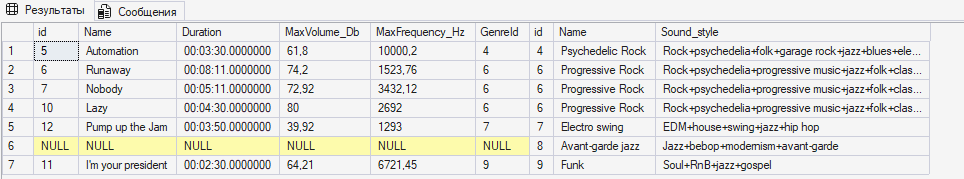 Результаты Сообщения
id Name Duration MaxVolume_Db MaxFrequency_Hz GenreId id Name Sound_style
1 5 Automation 00:03:30.0000000 61,8 10000,2 4 4 Psychedelic Rock Rock+psychedelia+folk+garage rock+jazz+blues+ele...
2 6 Runaway 00:08:11.0000000 74,2 1523,76 6 6 Progressive Rock Rock+psychedelia+progressive music+jazz+folk+clas...
3 7 Nobody 00:05:11.0000000 72,92 3432,12 6 6 Progressive Rock Rock+psychedelia+progressive music+jazz+folk+clas...
4 10 Lazy 00:04:30.0000000 80 2692 6 6 Progressive Rock Rock+psychedelia+progressive music+jazz+folk+clas...
5 12 Pump up the Jam 00:03:50.0000000 39,92 1293 7 7 Electro swing EDM+house+swing+jazz+hip hop
6 NULL NULL NULL NULL NULL NULL 8 Avant-garde jazz Jazz+bebop+modernism+avant-garde
7 11 I'm your president 00:02:30.0000000 64,21 6721,45 9 9 Funk Soul+RnB+jazz+gospel